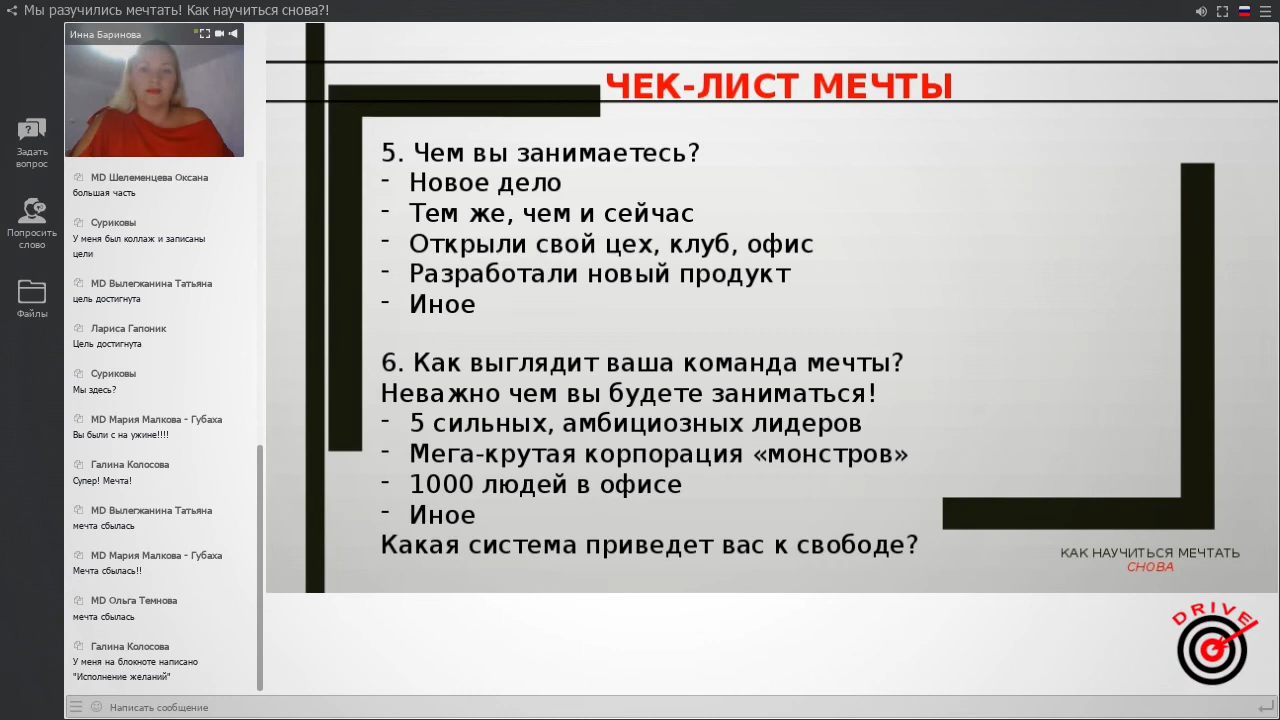 Мы разучились мечтать! Как научиться снова?!
Инна Баринова
Задать
вопрос
Попросить
слово
Файлы
MD Шелеменцева Оксана
большая часть
Суриковы
У меня был коллаж и записаны
цели
MD Вылегжанина Татьяна
цель достигнута
Лариса Гапоник
Цель достигнута
Суриковы
Мы здесь?
MD Мария Малкова - Губаха
Вы были с на ужине!!!!
Галина Колосова
Супер! Мечта!
MD Вылегжанина Татьяна
мечта сбылась
MD Мария Малкова - Губаха
Мечта сбылась!!
MD Ольга Темнова
мечта сбылась
Галина Колосова
У меня на блокноте написано
"Исполнение желаний"
Написать сообщение
ЧЕК-ЛИСТ МЕЧТЫ
5. Чем вы занимаетесь?
- Новое дело
- Тем же, чем и сейчас
- Открыли свой цех, клуб, офис
- Разработали новый продукт
- Иное
6. Как выглядит ваша команда мечты?
Неважно чем вы будете заниматься!
- 5 сильных, амбициозных лидеров
- Мега-крутая корпорация «монстров»
- 1000 людей в офисе
- Иное
Какая система приведет вас к свободе?
КАК НАУЧИТЬСЯ МЕЧТАТЬ
СНОВА
DRIVE